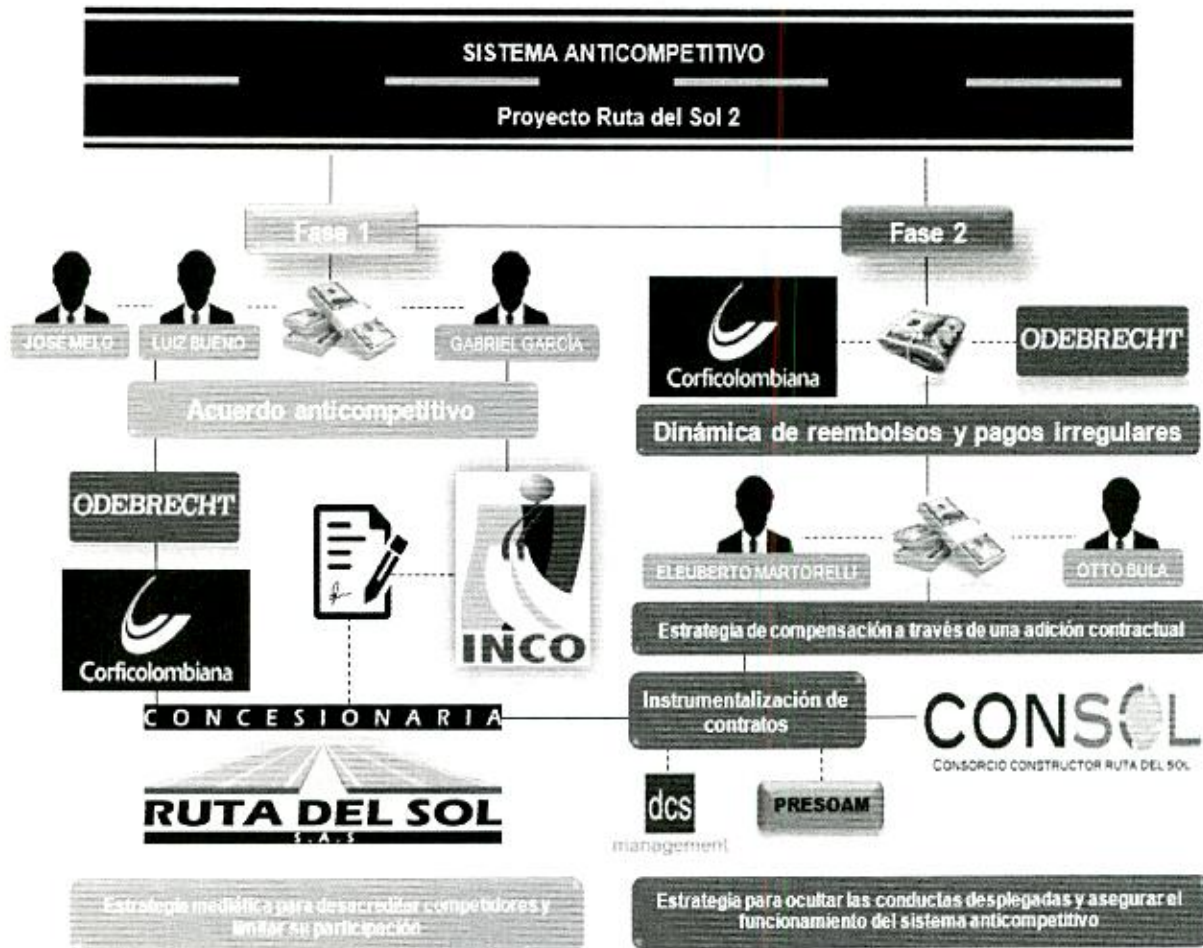 SISTEMA ANTICOMPETITIVO
Proyecto Ruta del Sol 2
Fase 1
JOSE MELO
LUIZ BUENO
GABRIEL GARCÍA
Acuerdo anticompetitivo
ODEBRECHT
Corficolombiana
INCO
CONCESIONARIA
RUTA DEL SOL
S.A.S
Estrategia mediática para desacreditar competidores y
limitar su participación
Fase 2
Corficolombiana
ODEBRECHT
Dinámica de reembolsos y pagos irregulares
ELEUBERTO MARTORELLI
OTTO BULA
Estrategia de compensación a través de una adición contractual
Instrumentalización de
contratos
CONSOL
CONSORCIO CONSTRUCTOR RUTA DEL SOL
dcs
management
PRESOAM
Estrategia para ocultar las conductas desplegadas y asegurar el
funcionamiento del sistema anticompetitivo